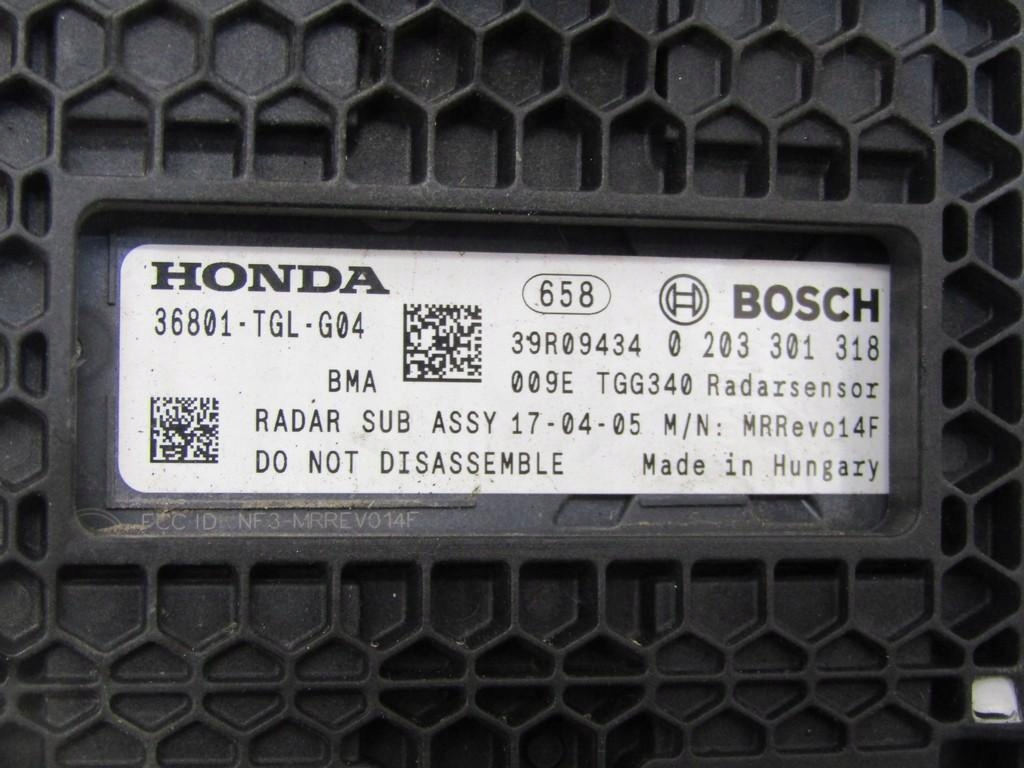 HONDA
658 BOSCH
36801-TGL-G04
39R09434 0 203 301 318
BMA 009E TGG340 Radarsensor
RADAR SUB ASSY 17-04-05 M/N: MRRevo14F
DO NOT DISASSEMBLE Made in Hungary
FCC ID NF3-MRREVO14F